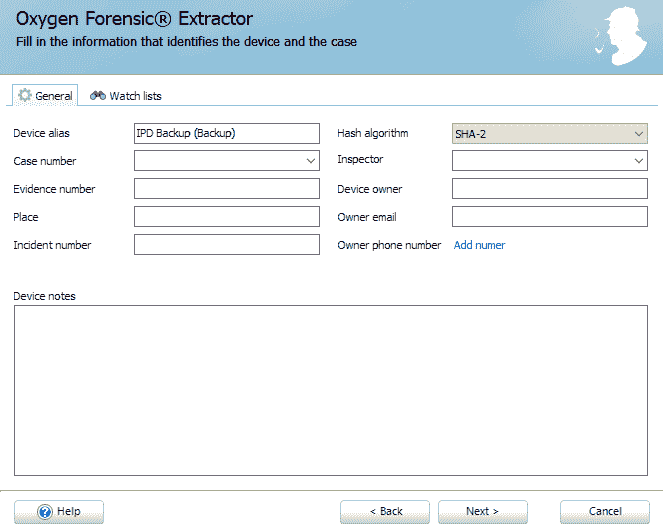 Oxygen Forensic® Extractor
Fill in the information that identifies the device and the case
General Watch lists
Device alias IPD Backup (Backup) Hash algorithm SHA-2
Case number Inspector
Evidence number Device owner
Place Owner email
Incident number Owner phone number Add numer
Device notes
Help < Back Next > Cancel